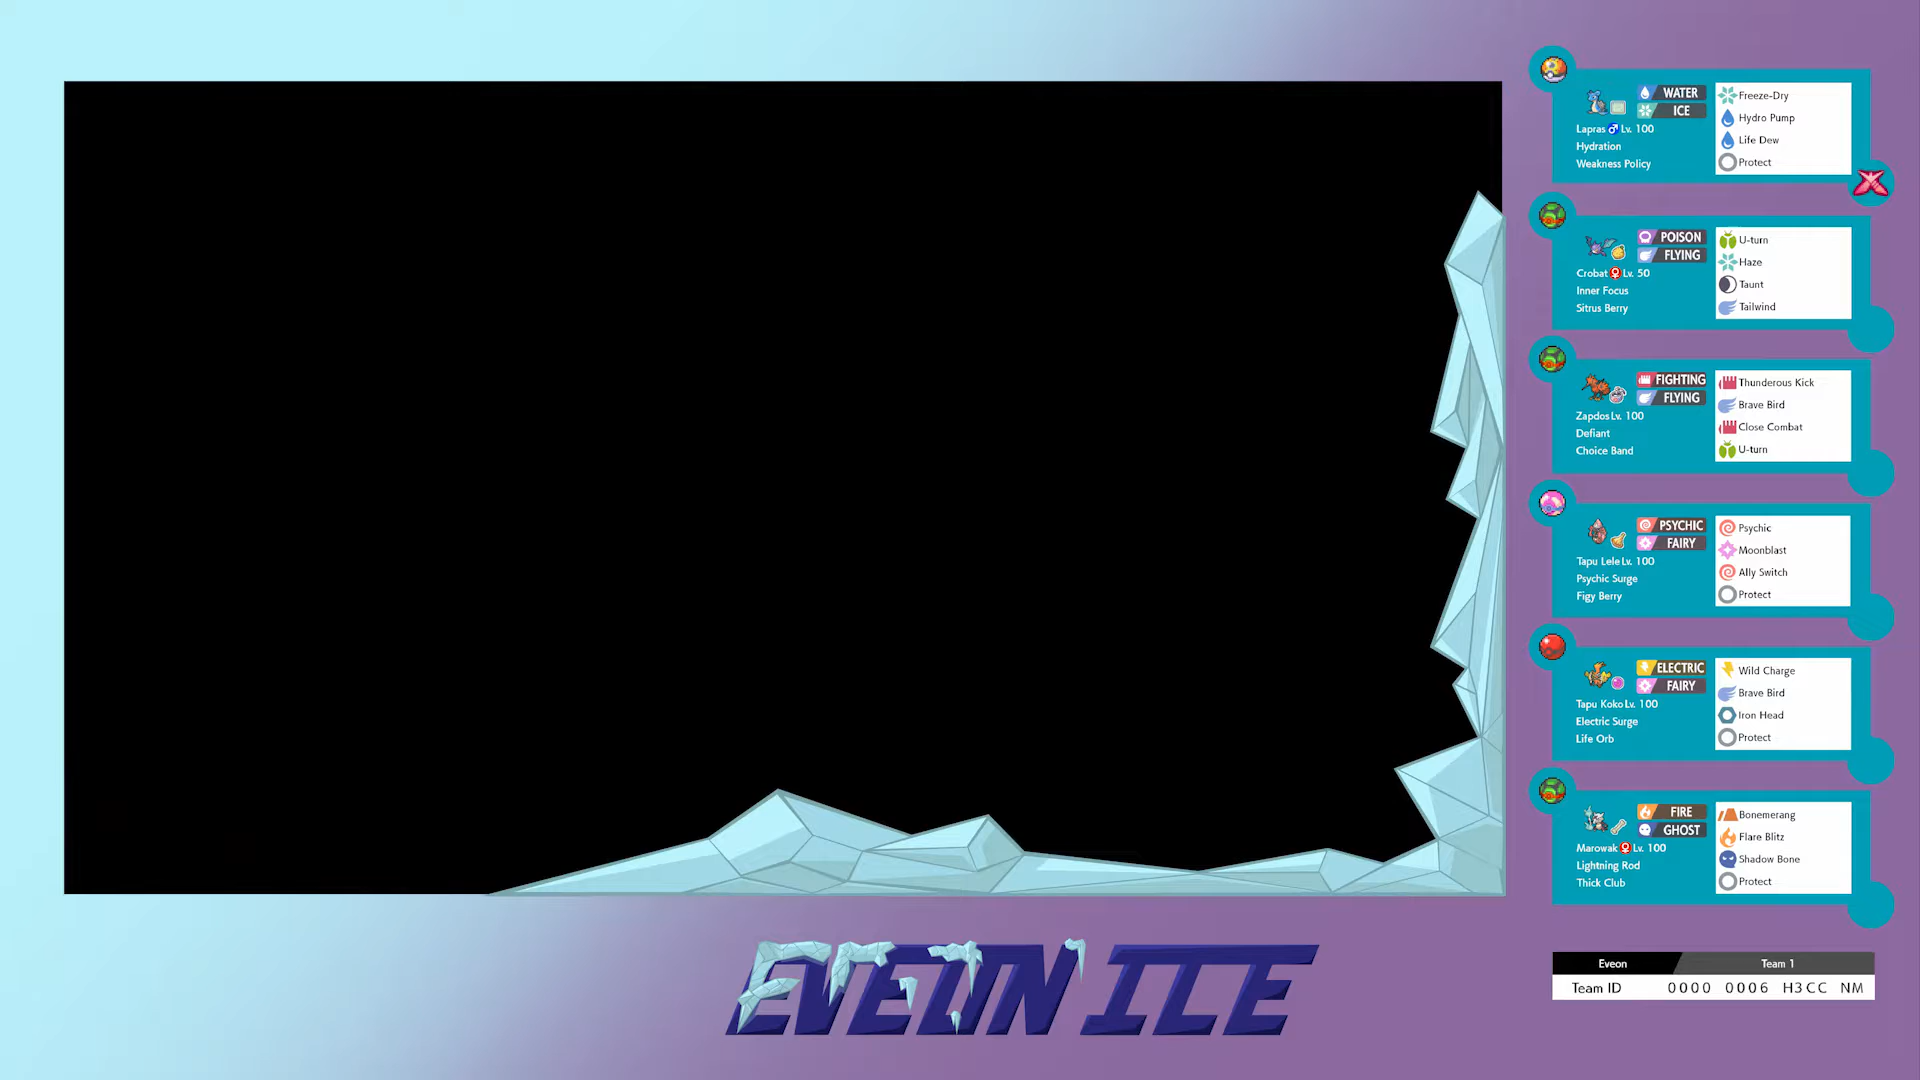 WATER
ICE
Lapras ♂ Lv. 100
Hydration
Weakness Policy
Freeze-Dry
Hydro Pump
Life Dew
Protect
POISON
FLYING
Crobat ♀ Lv. 50
Inner Focus
Sitrus Berry
U-turn
Haze
Taunt
Tailwind
FIGHTING
FLYING
Zapdos Lv. 100
Defiant
Choice Band
Thunderous Kick
Brave Bird
Close Combat
U-turn
PSYCHIC
FAIRY
Tapu Lele Lv. 100
Psychic Surge
Figy Berry
Psychic
Moonblast
Ally Switch
Protect
ELECTRIC
FAIRY
Tapu Koko Lv. 100
Electric Surge
Life Orb
Wild Charge
Brave Bird
Iron Head
Protect
FIRE
GHOST
Marowak ♀ Lv. 100
Lightning Rod
Thick Club
Bonemerang
Flare Blitz
Shadow Bone
Protect
EVEON ICE
Eveon Team 1
Team ID 0000 0006 H3CC NM